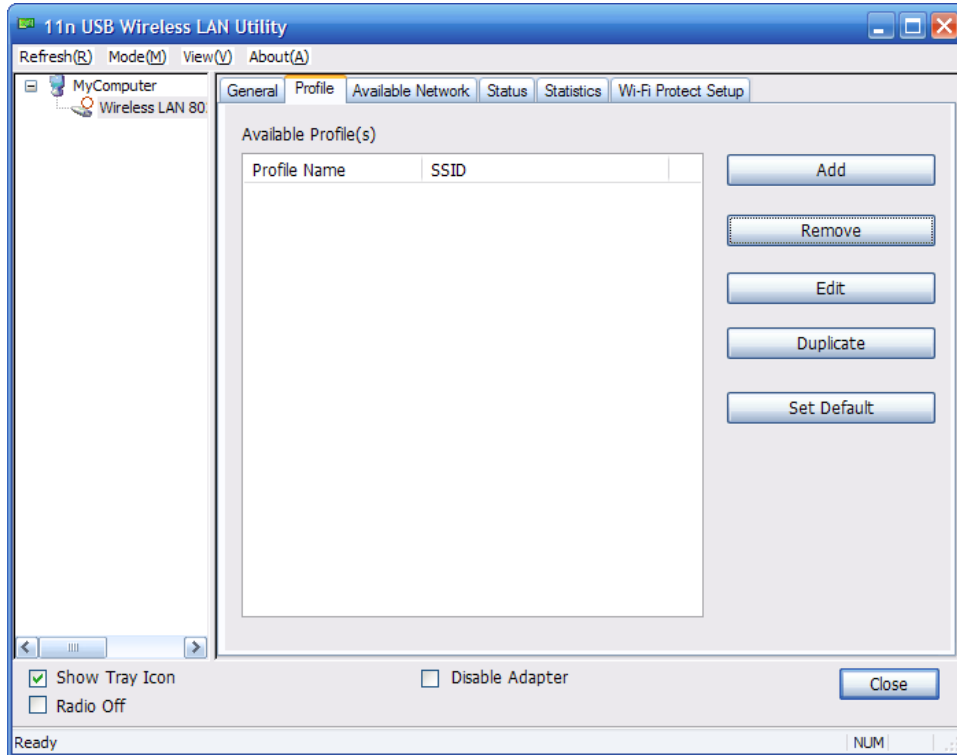 11n USB Wireless LAN Utility
Refresh(R) Mode(M) View(V) About(A)
MyComputer
Wireless LAN 80
General Profile Available Network Status Statistics Wi-Fi Protect Setup
Available Profile(s)
Profile Name SSID
Add
Remove
Edit
Duplicate
Set Default
Show Tray Icon
Disable Adapter
Radio Off
Close
Ready
NUM